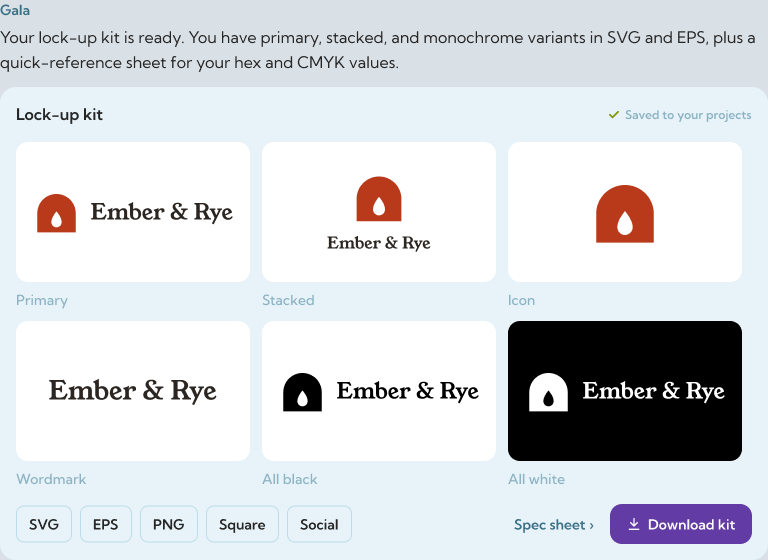 Gala
Your lock-up kit is ready. You have primary, stacked, and monochrome variants in SVG and EPS, plus a
quick-reference sheet for your hex and CMYK values.
Lock-up kit
Saved to your projects
Ember & Rye
Ember & Rye
Primary
Stacked
Icon
Ember & Rye
Ember & Rye
Ember & Rye
Wordmark
All black
All white
SVG
EPS
PNG
Square
Social
Spec sheet ›
Download kit